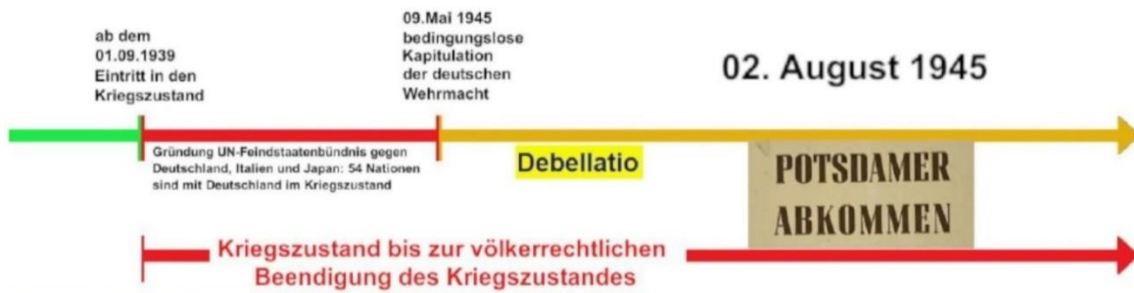 ab dem
01.09.1939
Eintritt in den
Kriegszustand
09.Mai 1945
bedingungslose
Kapitulation
der deutschen
Wehrmacht
02. August 1945
Gründung UN-Feindstaatenbündnis gegen
Deutschland, Italien und Japan: 54 Nationen
sind mit Deutschland im Kriegszustand
Debellatio
POTSDAMER
ABKOMMEN
Kriegszustand bis zur völkerrechtlichen
Beendigung des Kriegszustandes